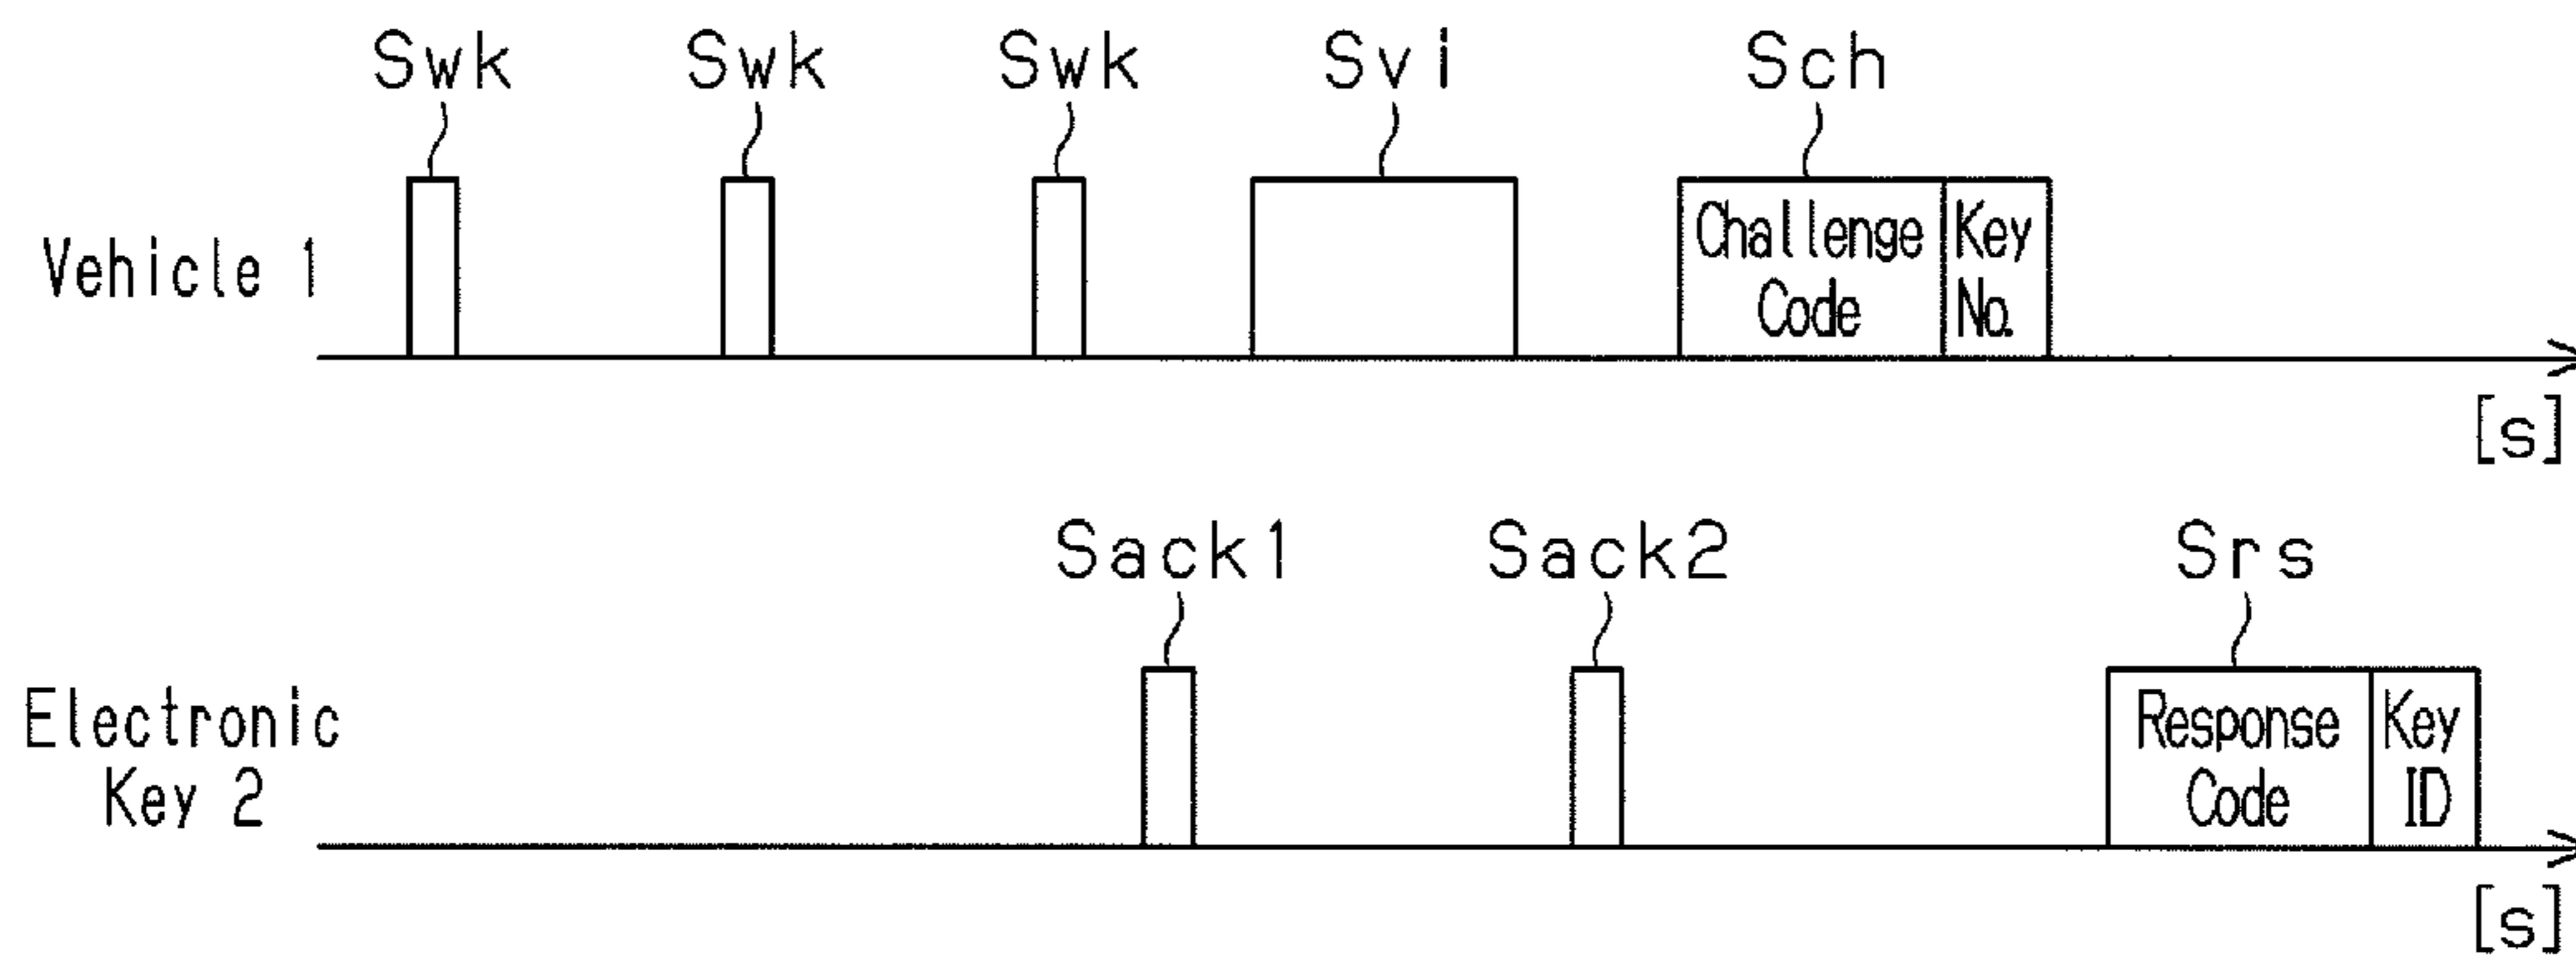 Swk Swk Swk Svi Sch
Vehicle 1
Challenge Key
Code No.
[s]
Sack1 Sack2 Srs
Electronic
Key 2
Response Key
Code ID
[s]